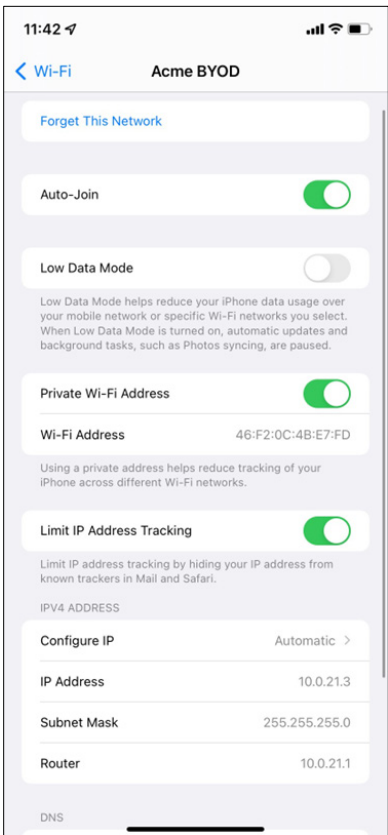 11:42
Wi-Fi
Acme BYOD
Forget This Network
Auto-Join
Low Data Mode
Low Data Mode helps reduce your iPhone data usage over
your mobile network or specific Wi-Fi networks you select.
When Low Data Mode is turned on, automatic updates and
background tasks, such as Photos syncing, are paused.
Private Wi-Fi Address
Wi-Fi Address 46:F2:0C:4B:E7:FD
Using a private address helps reduce tracking of your
iPhone across different Wi-Fi networks.
Limit IP Address Tracking
Limit IP address tracking by hiding your IP address from
known trackers in Mail and Safari.
IPV4 ADDRESS
Configure IP Automatic
IP Address 10.0.21.3
Subnet Mask 255.255.255.0
Router 10.0.21.1
DNS